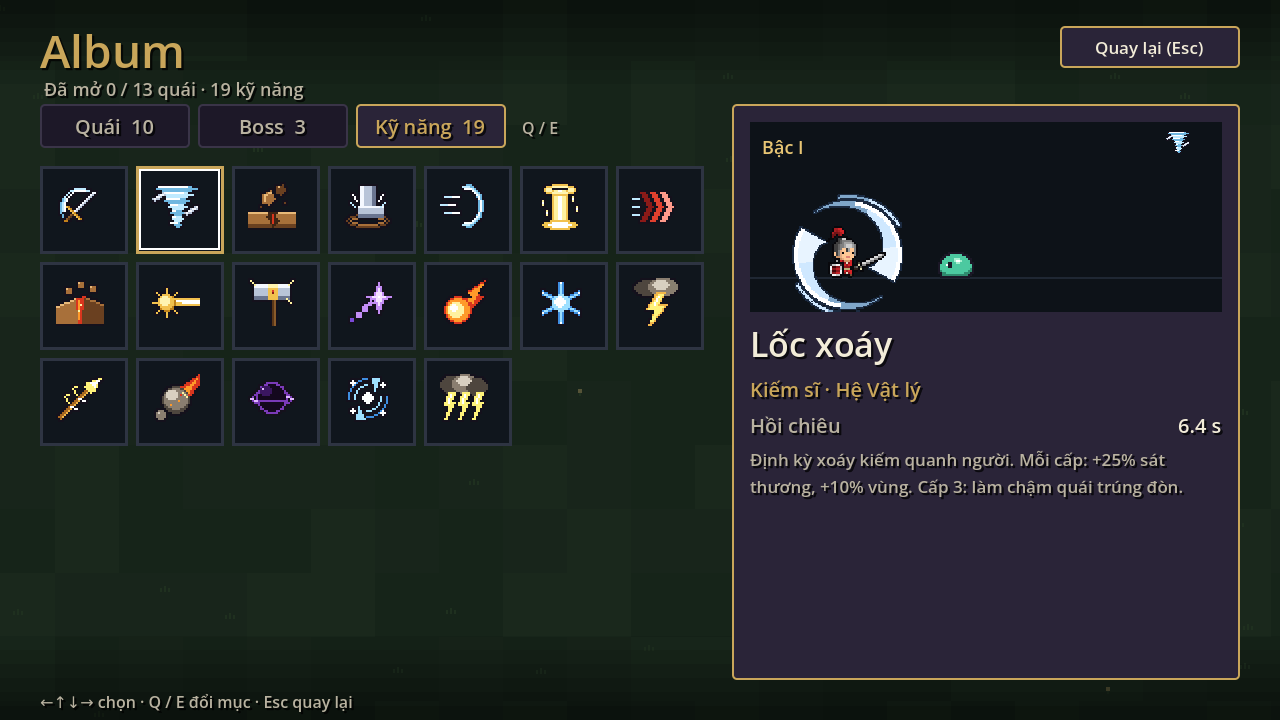 Album
Quay lại (Esc)
Đã mở 0 / 13 quái · 19 kỹ năng
Quái 10
Boss 3
Kỹ năng 19
Q / E
Bậc I
Lốc xoáy
Kiếm sĩ · Hệ Vật lý
Hồi chiêu
6.4 s
Định kỳ xoáy kiếm quanh người. Mỗi cấp: +25% sát
thương, +10% vùng. Cấp 3: làm chậm quái trúng đòn.
←↑↓→ chọn · Q / E đổi mục · Esc quay lại